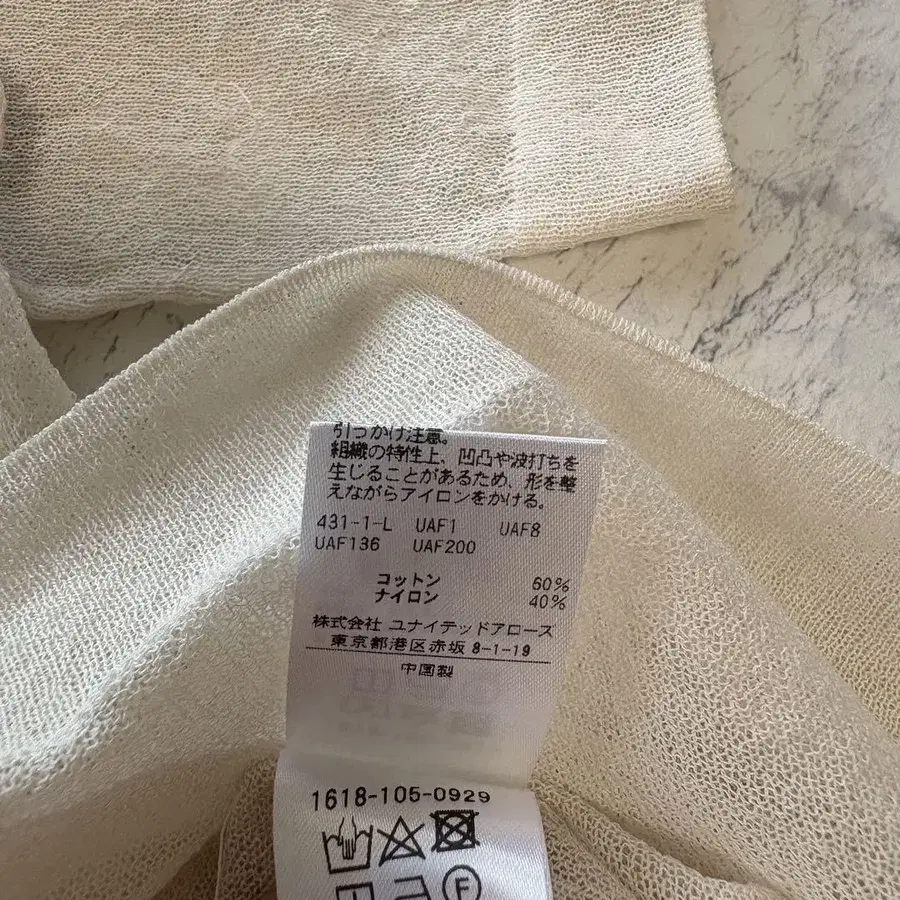 引っかけ注意。
組織の特性上、凹凸や波打ちを
生じることがあるため、形を整
えながらアイロンをかける。
431-1-L UAF1 UAF8
UAF136 UAF200
コットン 60%
ナイロン 40%
株式会社 ユナイテッドアローズ
東京都港区赤坂 8-1-19
中国製
1618-105-0929
F